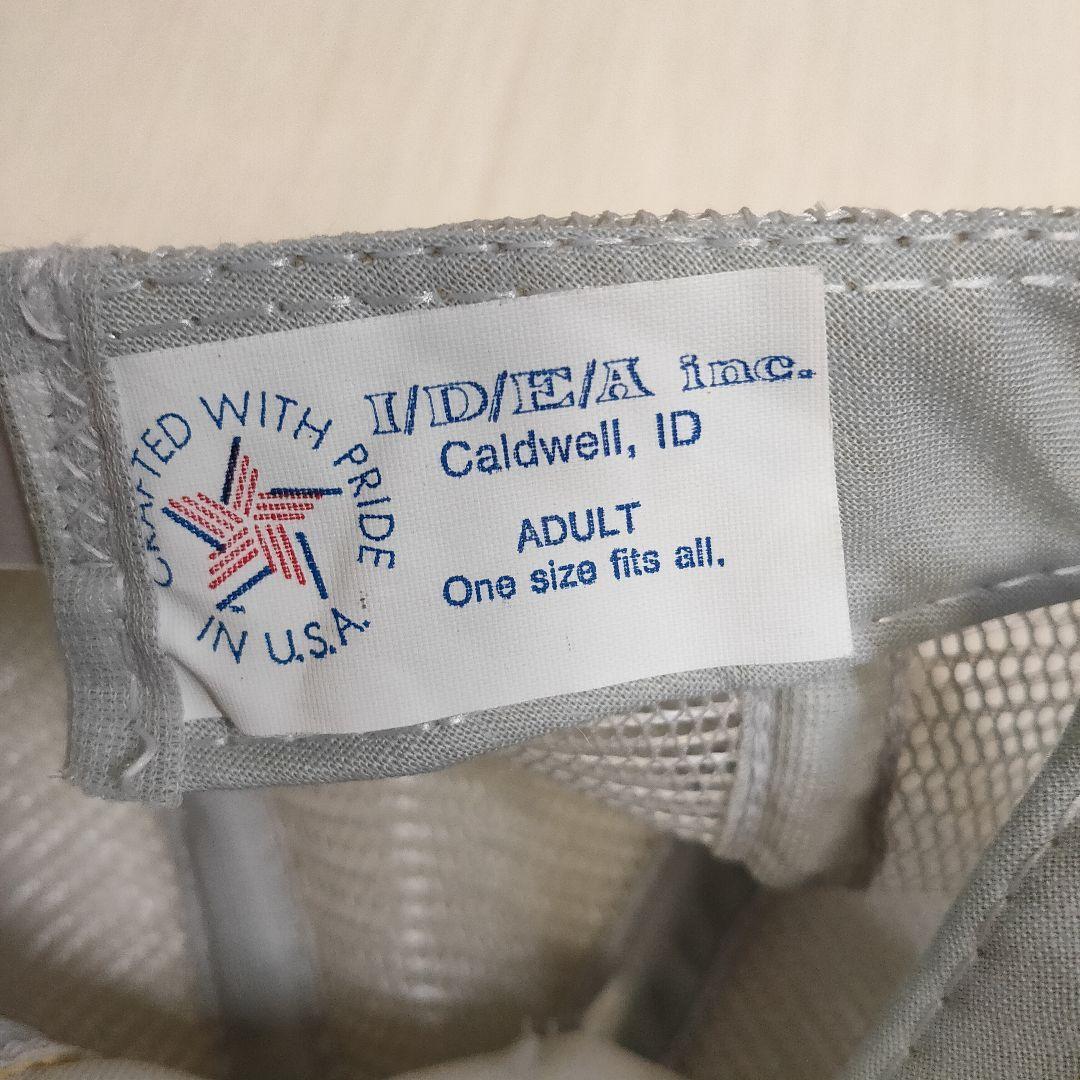 CRAFTED WITH PRIDE
IN U.S.A.
I/D/E/A inc.
Caldwell, ID
ADULT
One size fits all.